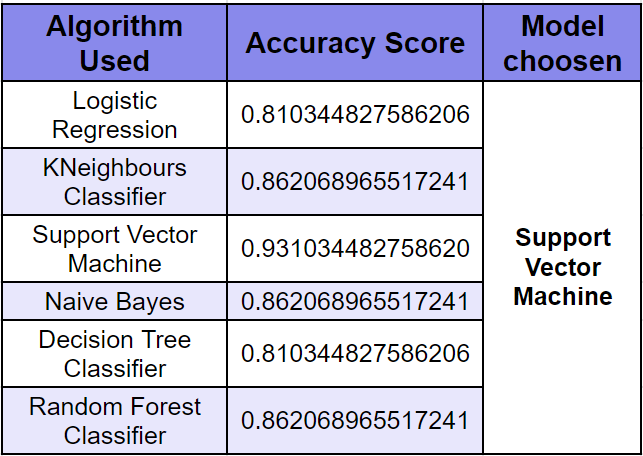 Algorithm
Used
Accuracy Score
Model
choosen
Logistic
Regression
0.810344827586206
KNeighbours
Classifier
0.862068965517241
Support Vector
Machine
0.931034482758620
Naive Bayes
0.862068965517241
Decision Tree
Classifier
0.810344827586206
Random Forest
Classifier
0.862068965517241
Support
Vector
Machine